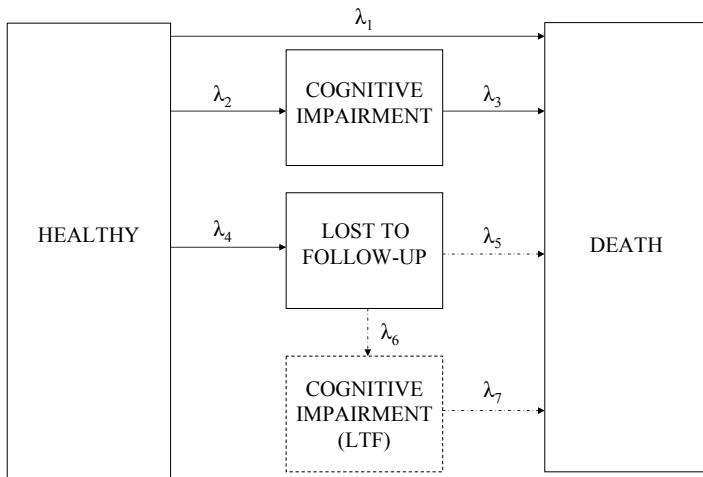 λ₁
COGNITIVE
IMPAIRMENT
λ₂
λ₃
HEALTHY
λ₄
LOST TO
FOLLOW-UP
λ₅
DEATH
λ₆
COGNITIVE
IMPAIRMENT
(LTF)
λ₇